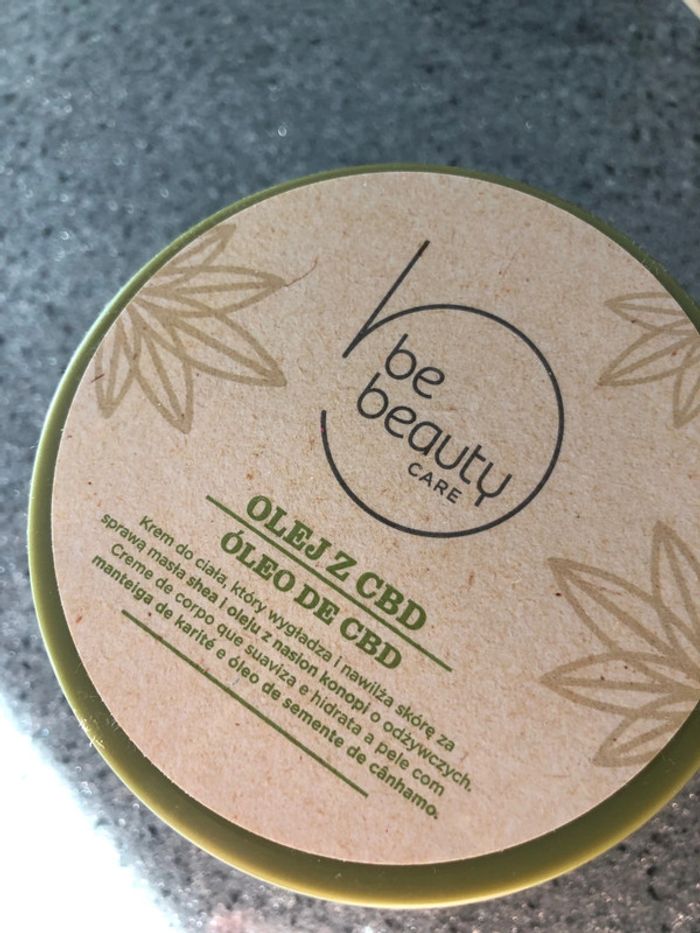 be
beauty
CARE
OLEJ Z CBD
ÓLEO DE CBD
Krem do ciała, który wygładza i nawilża skórę za
sprawą masła shea i oleju z nasion konopi o odżywczych.
Creme de corpo que suaviza e hidrata a pele com
manteiga de karité e óleo de semente de cânhamo.